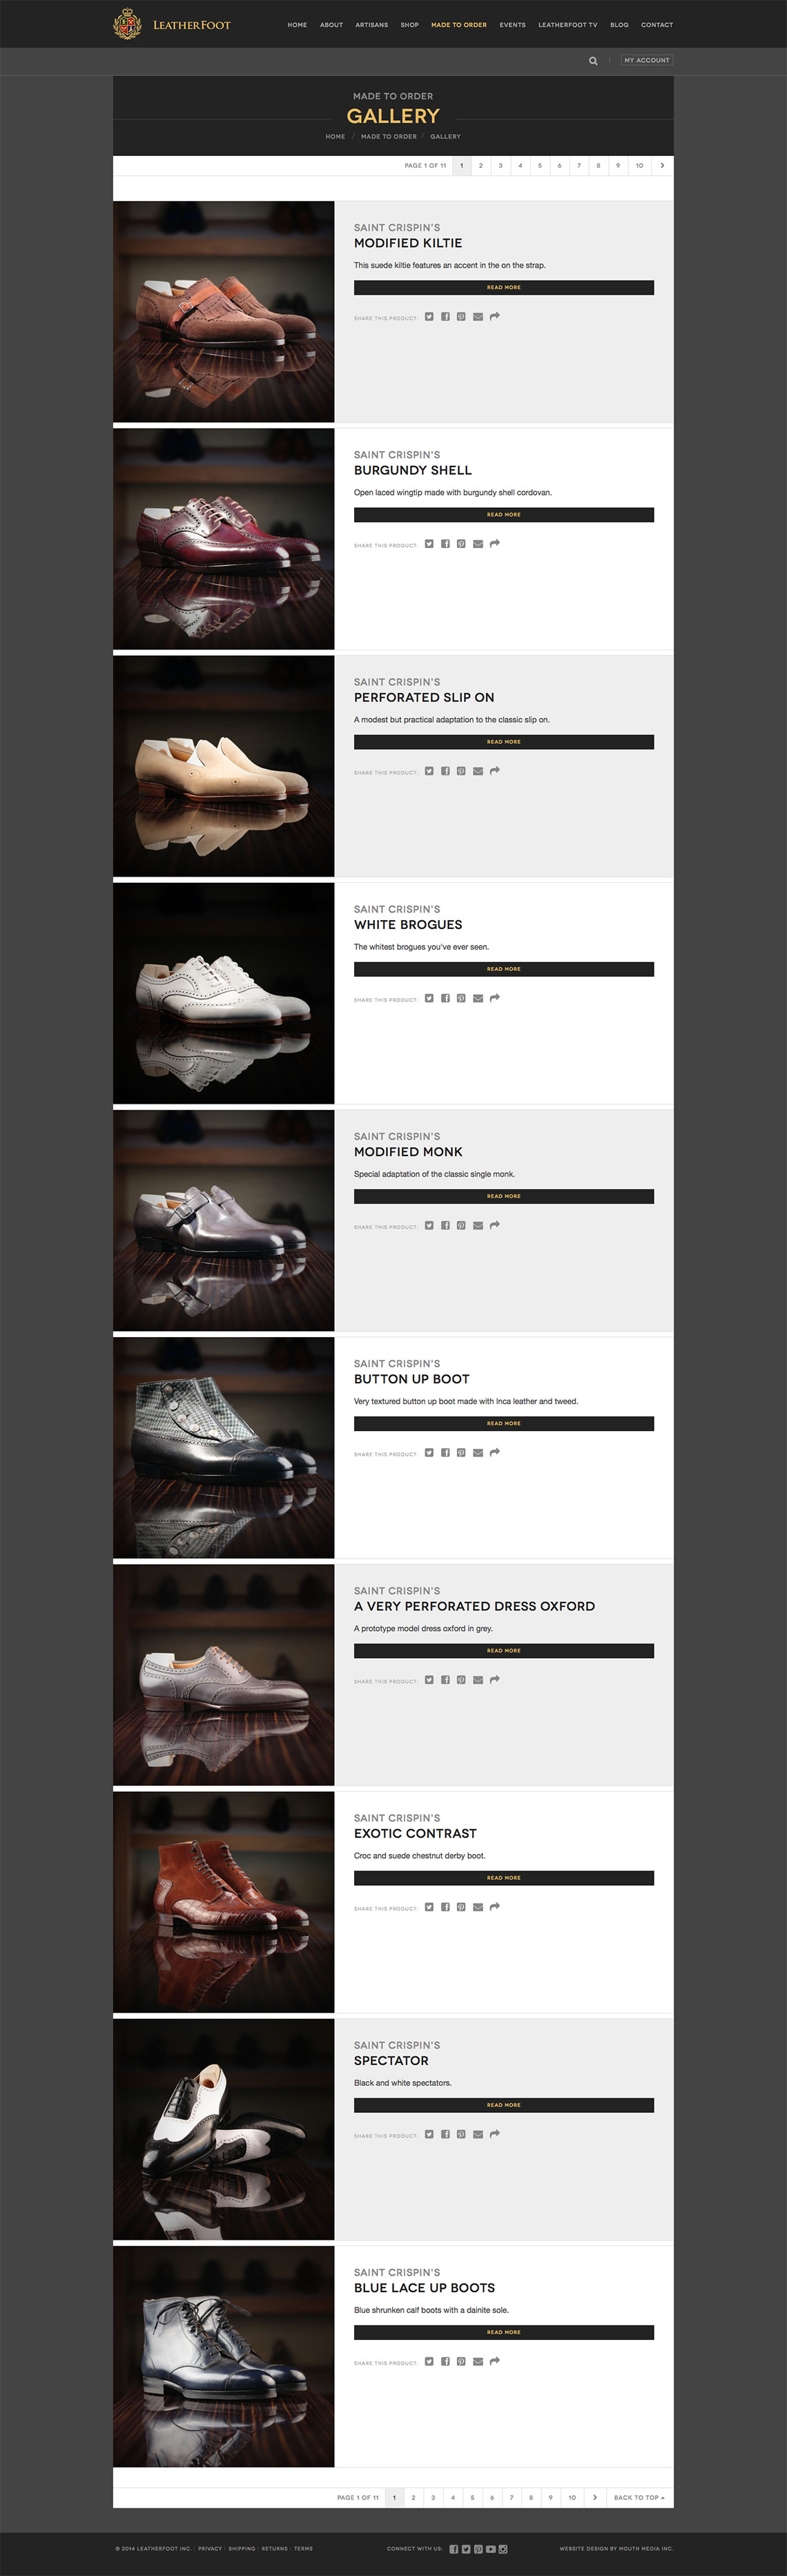 LEATHERFOOT
HOME ABOUT ARTISANS SHOP MADE TO ORDER EVENTS LEATHERFOOT TV BLOG CONTACT
MY ACCOUNT
MADE TO ORDER
GALLERY
HOME / MADE TO ORDER / GALLERY
PAGE 1 OF 11 1 2 3 4 5 6 7 8 9 10
SAINT CRISPIN'S
MODIFIED KILTIE
This suede kiltie features an accent in the on the strap.
READ MORE
SHARE THIS PRODUCT:
SAINT CRISPIN'S
BURGUNDY SHELL
Open laced wingtip made with burgundy shell cordovan.
READ MORE
SHARE THIS PRODUCT:
SAINT CRISPIN'S
PERFORATED SLIP ON
A modest but practical adaptation to the classic slip on.
READ MORE
SHARE THIS PRODUCT:
SAINT CRISPIN'S
WHITE BROGUES
The whitest brogues you've ever seen.
READ MORE
SHARE THIS PRODUCT:
SAINT CRISPIN'S
MODIFIED MONK
Special adaptation of the classic single monk.
READ MORE
SHARE THIS PRODUCT:
SAINT CRISPIN'S
BUTTON UP BOOT
Very textured button up boot made with Inca leather and tweed.
READ MORE
SHARE THIS PRODUCT:
SAINT CRISPIN'S
A VERY PERFORATED DRESS OXFORD
A prototype model dress oxford in grey.
READ MORE
SHARE THIS PRODUCT:
SAINT CRISPIN'S
EXOTIC CONTRAST
Croc and suede chestnut derby boot.
READ MORE
SHARE THIS PRODUCT:
SAINT CRISPIN'S
SPECTATOR
Black and white spectators.
READ MORE
SHARE THIS PRODUCT:
SAINT CRISPIN'S
BLUE LACE UP BOOTS
Blue shrunken calf boots with a dainite sole.
READ MORE
SHARE THIS PRODUCT:
PAGE 1 OF 11 1 2 3 4 5 6 7 8 9 10 BACK TO TOP
© 2014 LEATHERFOOT INC. | PRIVACY | SHIPPING | RETURNS | TERMS CONNECT WITH US: WEBSITE DESIGN BY MOUTH MEDIA INC.